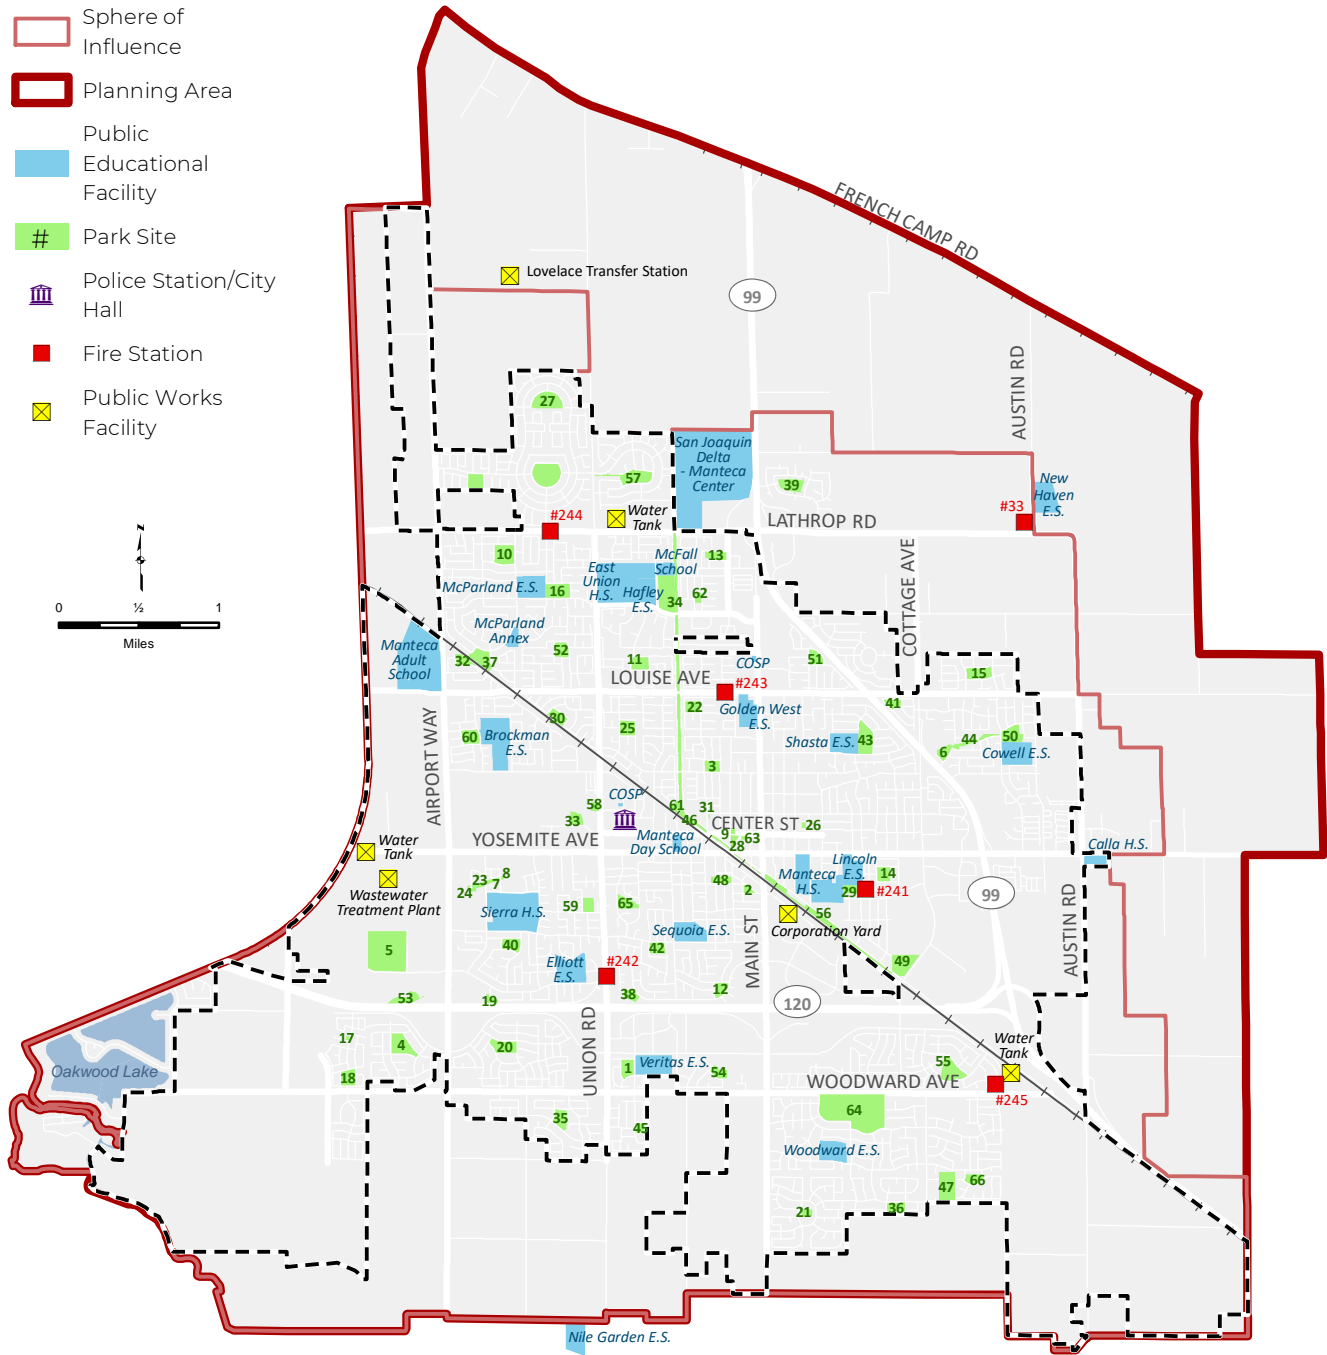 Sphere of
Influence
Planning Area
Public
Educational
Facility
#
Park Site
Police Station/City
Hall
Fire Station
Public Works
Facility
N
0
½
1
Miles
FRENCH CAMP RD
Lovelace Transfer Station
99
AUSTIN RD
27
San Joaquin
Delta
- Manteca
Center
57
39
New
Haven
E.S.
#33
#244
Water
Tank
LATHROP RD
10
McFall
School
13
East
Union
H.S.
Hafley
E.S.
McParland E.S.
16
34
62
COTTAGE AVE
McParland
Annex
Manteca
Adult
School
32
37
52
11
COSP
51
15
LOUISE AVE
#243
22
Golden West
E.S.
41
30
25
60
Brockman
E.S.
Shasta E.S.
43
6
44
50
Cowell E.S.
AIRPORT WAY
3
COSP
58
33
61
31
46
CENTER ST
26
9
63
28
YOSEMITE AVE
Manteca
Day School
Water
Tank
Calla H.S.
Wastewater
Treatment Plant
23
8
7
24
48
2
Manteca
H.S.
Lincoln
E.S.
14
29
#241
99
Sierra H.S.
59
65
56
Corporation Yard
Sequoia E.S.
MAIN ST
AUSTIN RD
5
40
42
Elliott
E.S.
#242
49
53
19
38
12
120
UNION RD
17
4
20
Water
Tank
Oakwood Lake
18
1
Veritas E.S.
54
55
WOODWARD AVE
#245
35
45
64
Woodward E.S.
47
66
21
36
Nile Garden E.S.